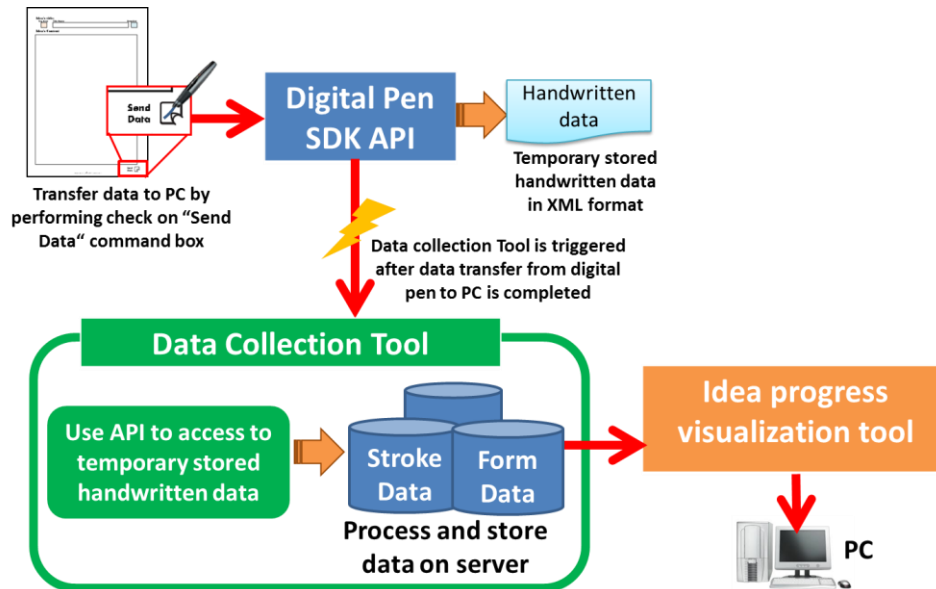 Send
Data
Transfer data to PC by
performing check on “Send
Data“ command box
Digital Pen
SDK API
Handwritten
data
Temporary stored
handwritten data
in XML format
Data collection Tool is triggered
after data transfer from digital
pen to PC is completed
Data Collection Tool
Use API to access to
temporary stored
handwritten data
Stroke
Data
Form
Data
Process and store
data on server
Idea progress
visualization tool
PC